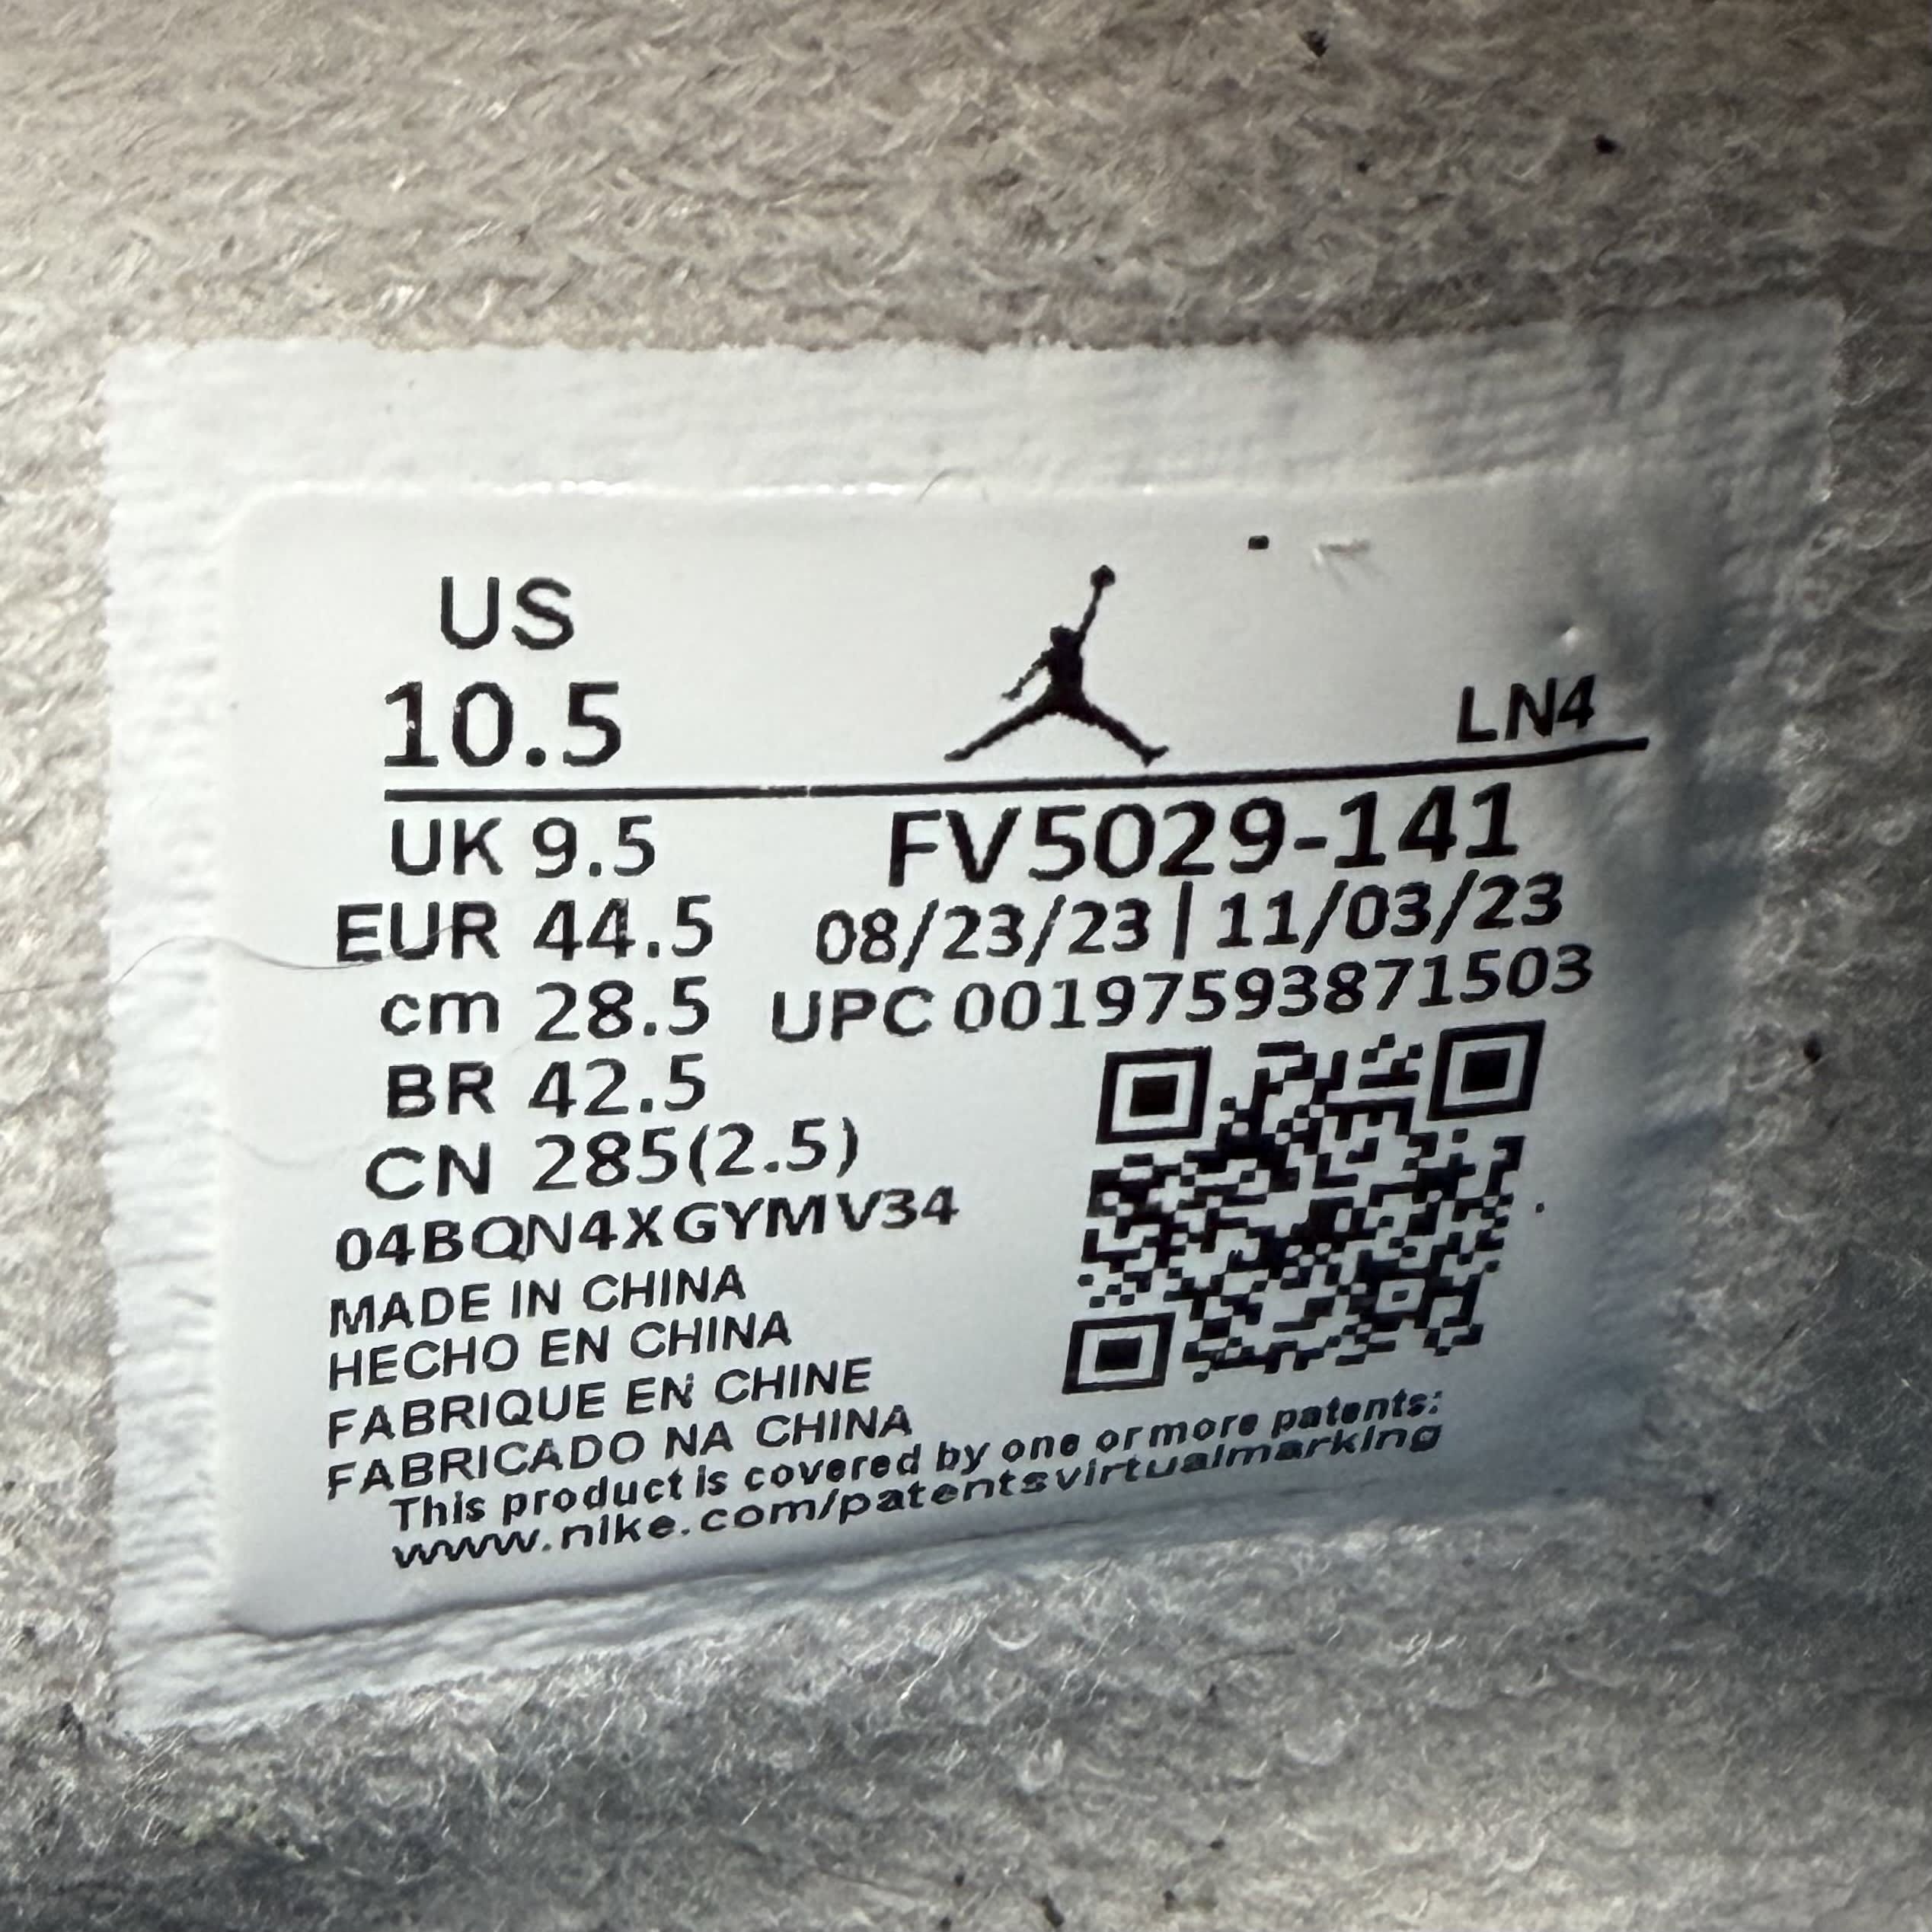 US
10.5
LN4
UK 9.5
FV5029-141
EUR 44.5
08/23/23 | 11/03/23
cm 28.5
UPC 00197593871503
BR 42.5
CN 285(2.5)
04BQN4XGYMV34
MADE IN CHINA
HECHO EN CHINA
FABRIQUE EN CHINE
FABRICADO NA CHINA
This product is covered by one or more patents:
www.nike.com/patentsvirtualmarking